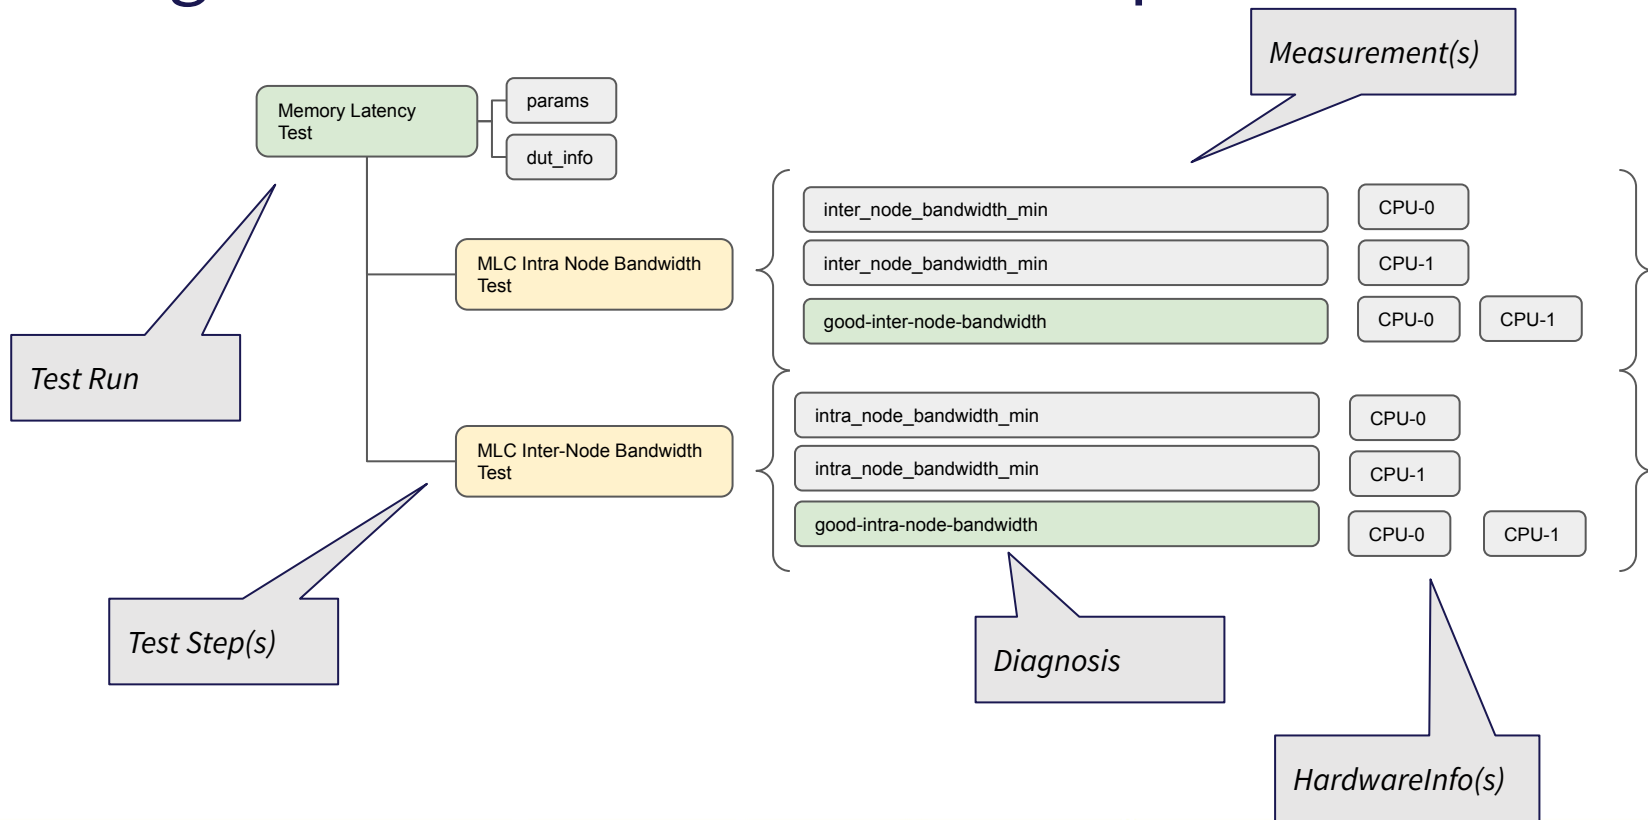 Measurement(s)
params
Memory Latency
Test
dut_info
inter_node_bandwidth_min
CPU-0
MLC Intra Node Bandwidth
Test
inter_node_bandwidth_min
CPU-1
good-inter-node-bandwidth
CPU-0
CPU-1
Test Run
intra_node_bandwidth_min
CPU-0
MLC Inter-Node Bandwidth
Test
intra_node_bandwidth_min
CPU-1
good-intra-node-bandwidth
CPU-0
CPU-1
Test Step(s)
Diagnosis
HardwareInfo(s)